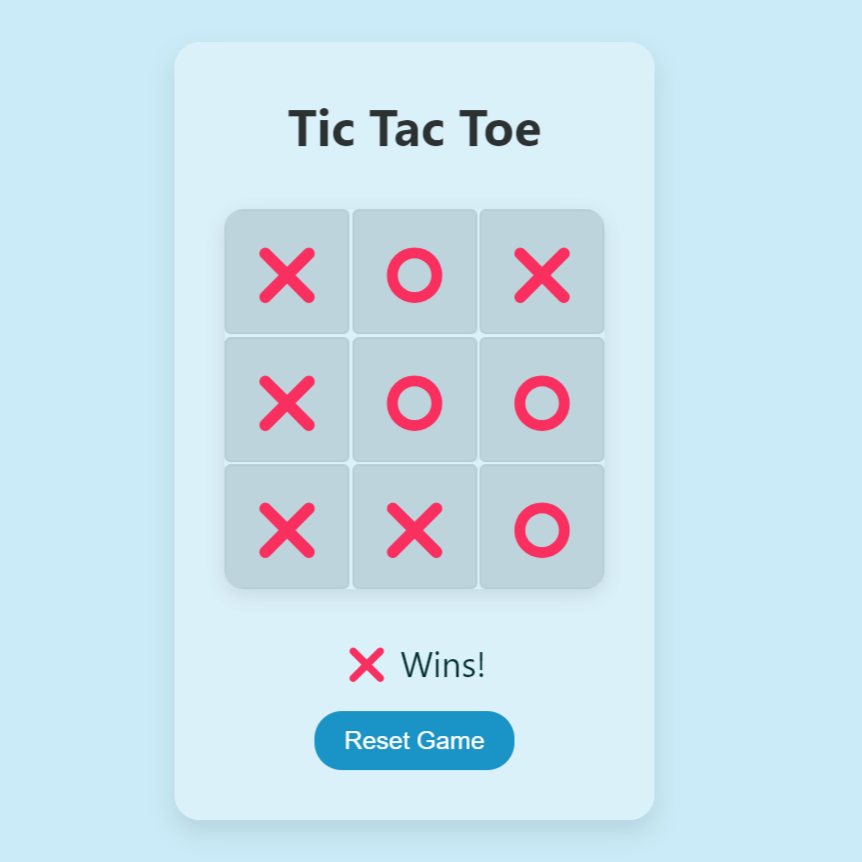 Tic Tac Toe
❌ ⭕ ❌
❌ ⭕ ⭕
❌ ❌ ⭕
❌ Wins!
Reset Game